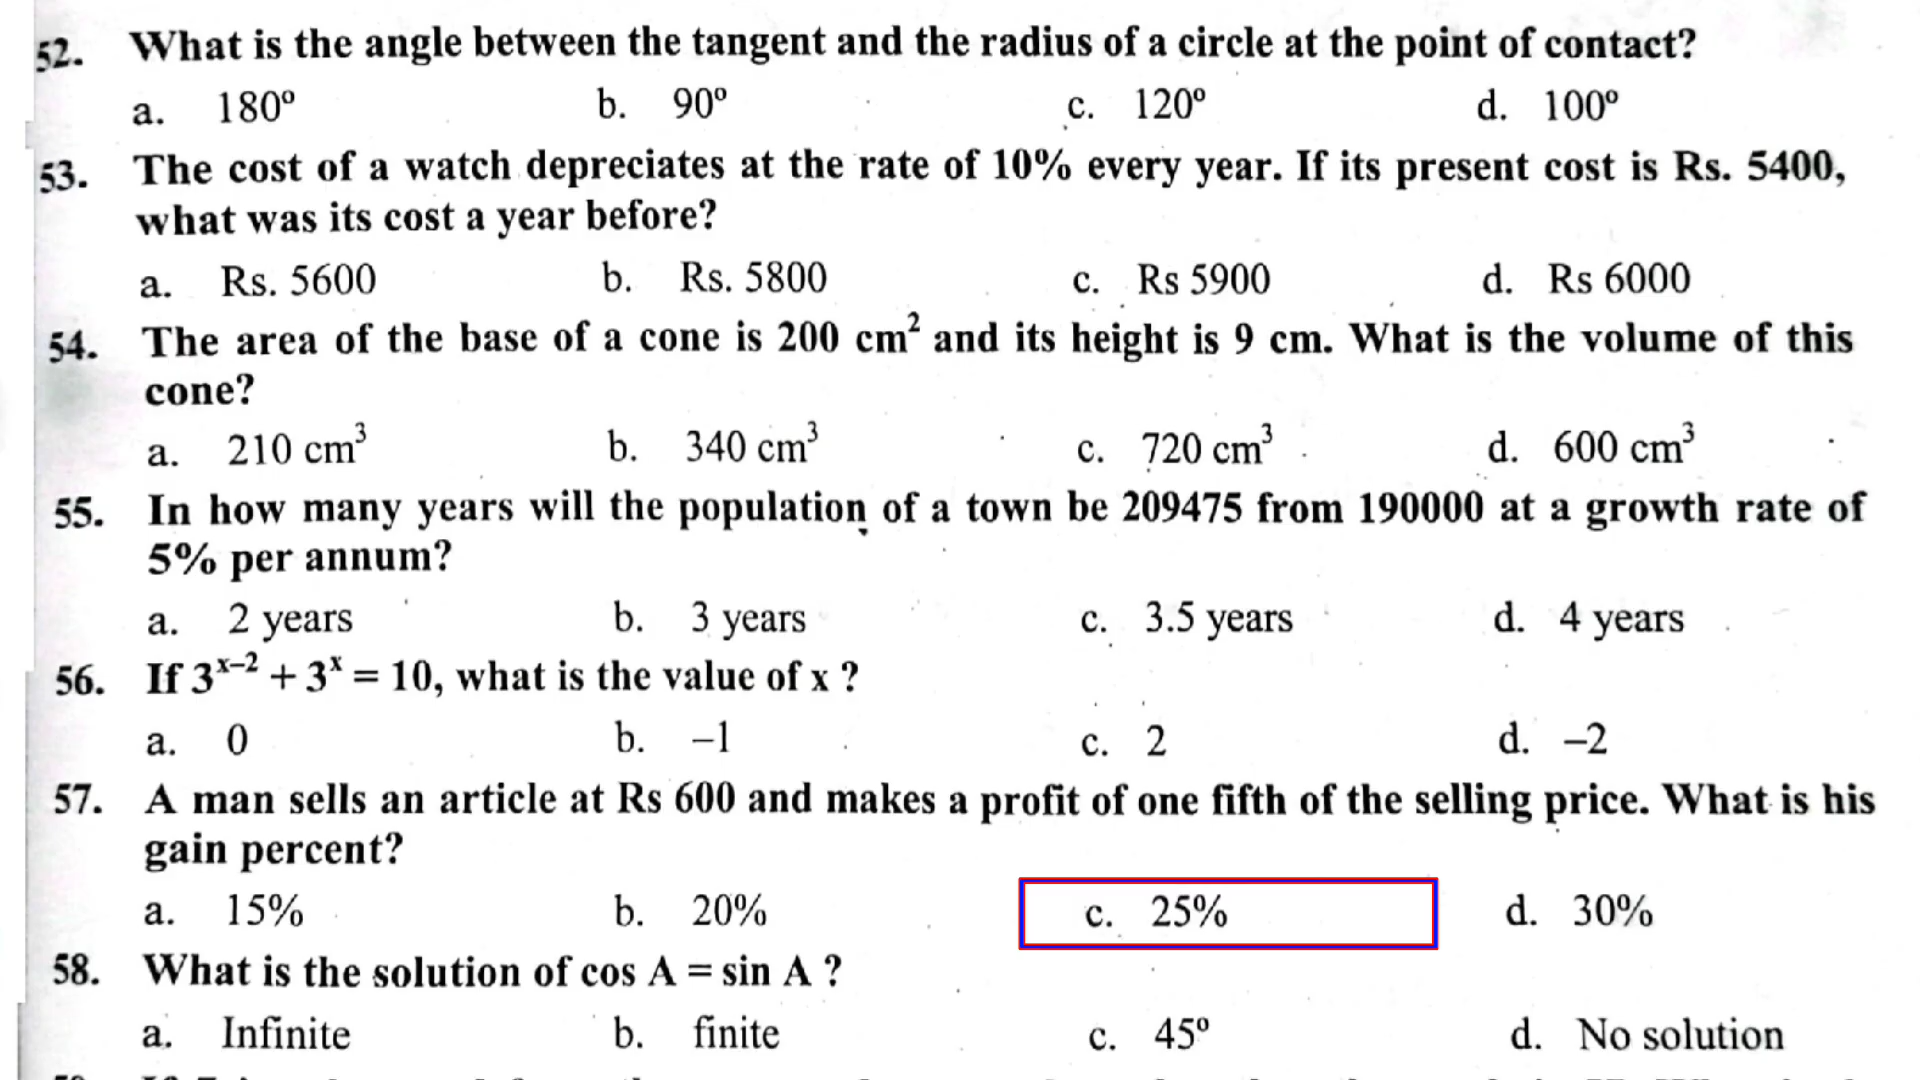 52. What is the angle between the tangent and the radius of a circle at the point of contact?
a. 180º b. 90º c. 120º d. 100º
53. The cost of a watch depreciates at the rate of 10% every year. If its present cost is Rs. 5400,
what was its cost a year before?
a. Rs. 5600 b. Rs. 5800 c. Rs 5900 d. Rs 6000
54. The area of the base of a cone is 200 cm² and its height is 9 cm. What is the volume of this
cone?
a. 210 cm³ b. 340 cm³ c. 720 cm³ d. 600 cm³
55. In how many years will the population of a town be 209475 from 190000 at a growth rate of
5% per annum?
a. 2 years b. 3 years c. 3.5 years d. 4 years
56. If 3ˣ⁻² + 3ˣ = 10, what is the value of x ?
a. 0 b. –1 c. 2 d. –2
57. A man sells an article at Rs 600 and makes a profit of one fifth of the selling price. What is his
gain percent?
a. 15% b. 20% c. 25% d. 30%
58. What is the solution of cos A = sin A ?
a. Infinite b. finite c. 45º d. No solution